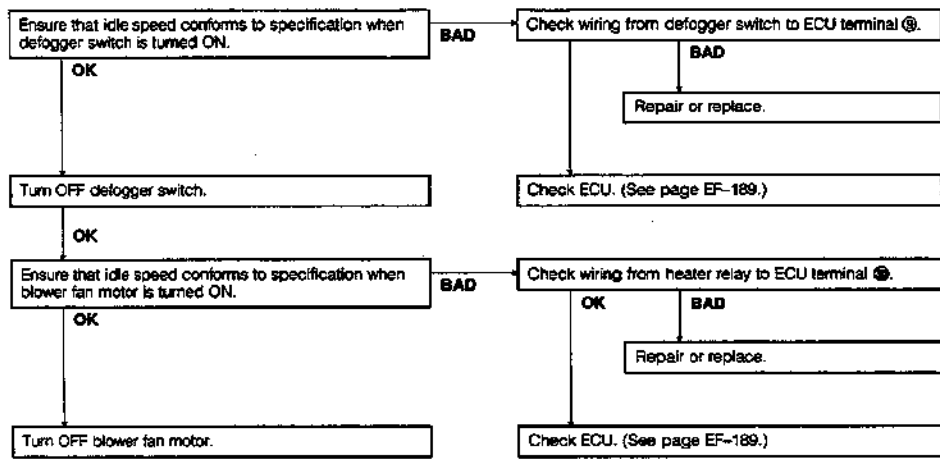 Ensure that idle speed conforms to specification when
defogger switch is turned ON.
BAD
Check wiring from defogger switch to ECU terminal ⑨.
OK
BAD
Repair or replace.
Turn OFF defogger switch.
Check ECU. (See page EF–189.)
OK
Ensure that idle speed conforms to specification when
blower fan motor is turned ON.
BAD
Check wiring from heater relay to ECU terminal
OK
OK
BAD
Repair or replace.
Turn OFF blower fan motor.
Check ECU. (See page EF–189.)